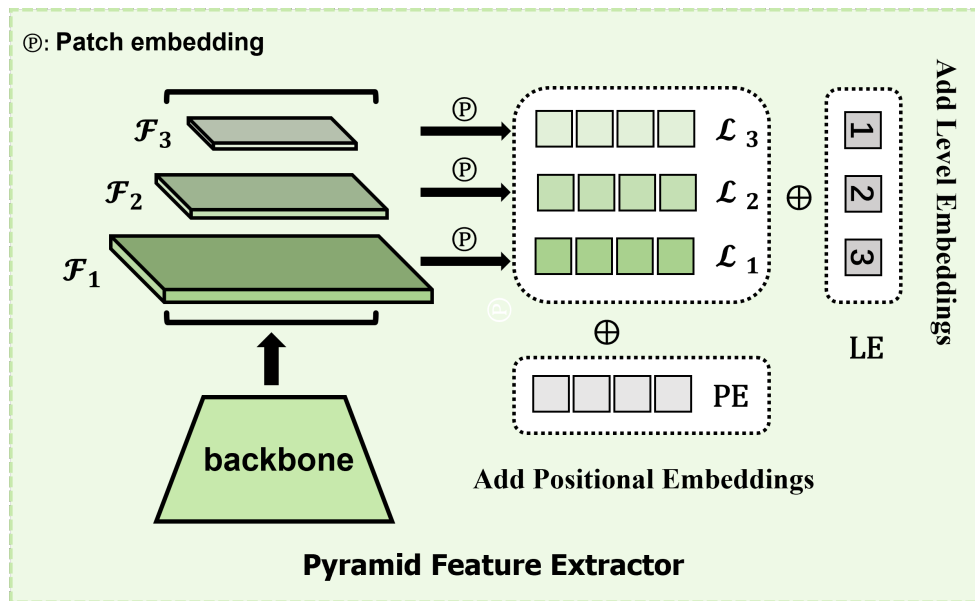 Ⓟ: Patch embedding
ℱ3
Ⓟ
ℒ 3
1
ℱ2
Ⓟ
ℒ 2
2
ℱ1
Ⓟ
ℒ 1
3
Add Level Embeddings
Ⓟ
LE
PE
backbone
Add Positional Embeddings
Pyramid Feature Extractor